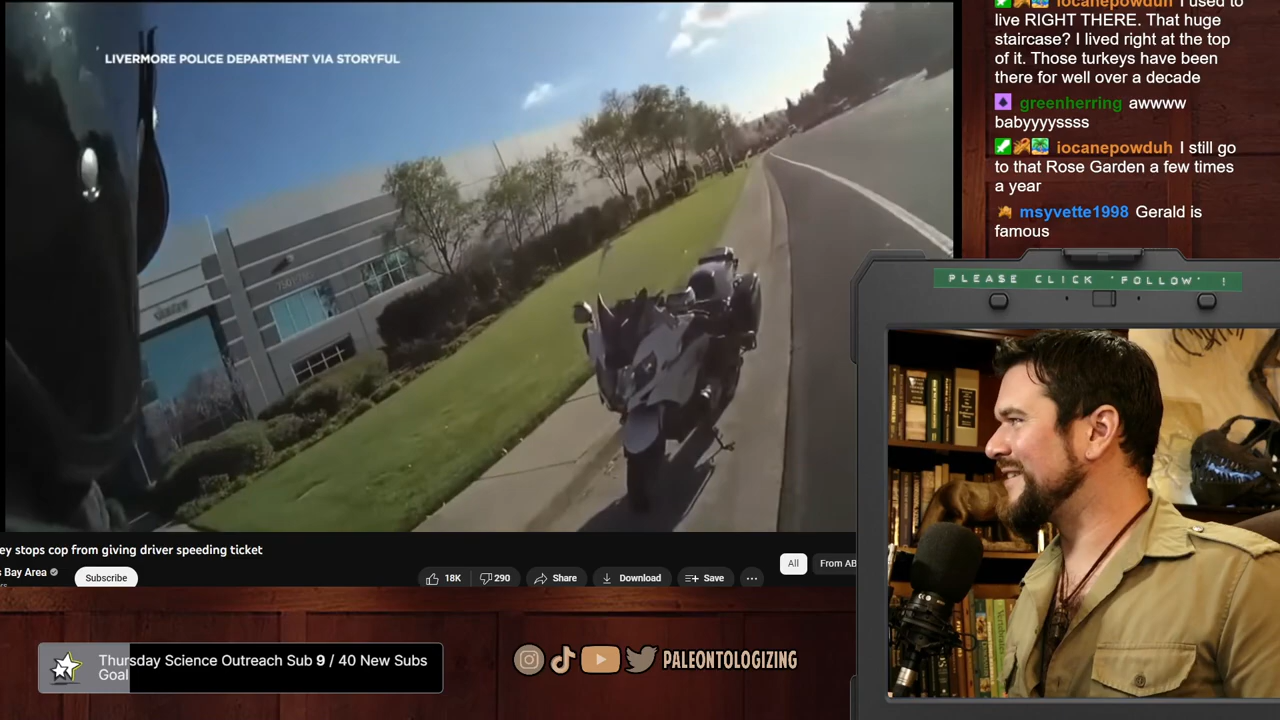 LIVERMORE POLICE DEPARTMENT VIA STORYFUL
ey stops cop from giving driver speeding ticket
s Bay Area
Subscribe
18K
290
Share
Download
Save
All
From AB
iocanepowduh I used to
live RIGHT THERE. That huge
staircase? I lived right at the top
of it. Those turkeys have been
there for well over a decade
greenherring awwww
babyyyyssss
iocanepowduh I still go
to that Rose Garden a few times
a year
msyvette1998 Gerald is
famous
PLEASE CLICK "FOLLOW" !
Thursday Science Outreach Sub 9 / 40 New Subs
Goal
PALEONTOLOGIZING